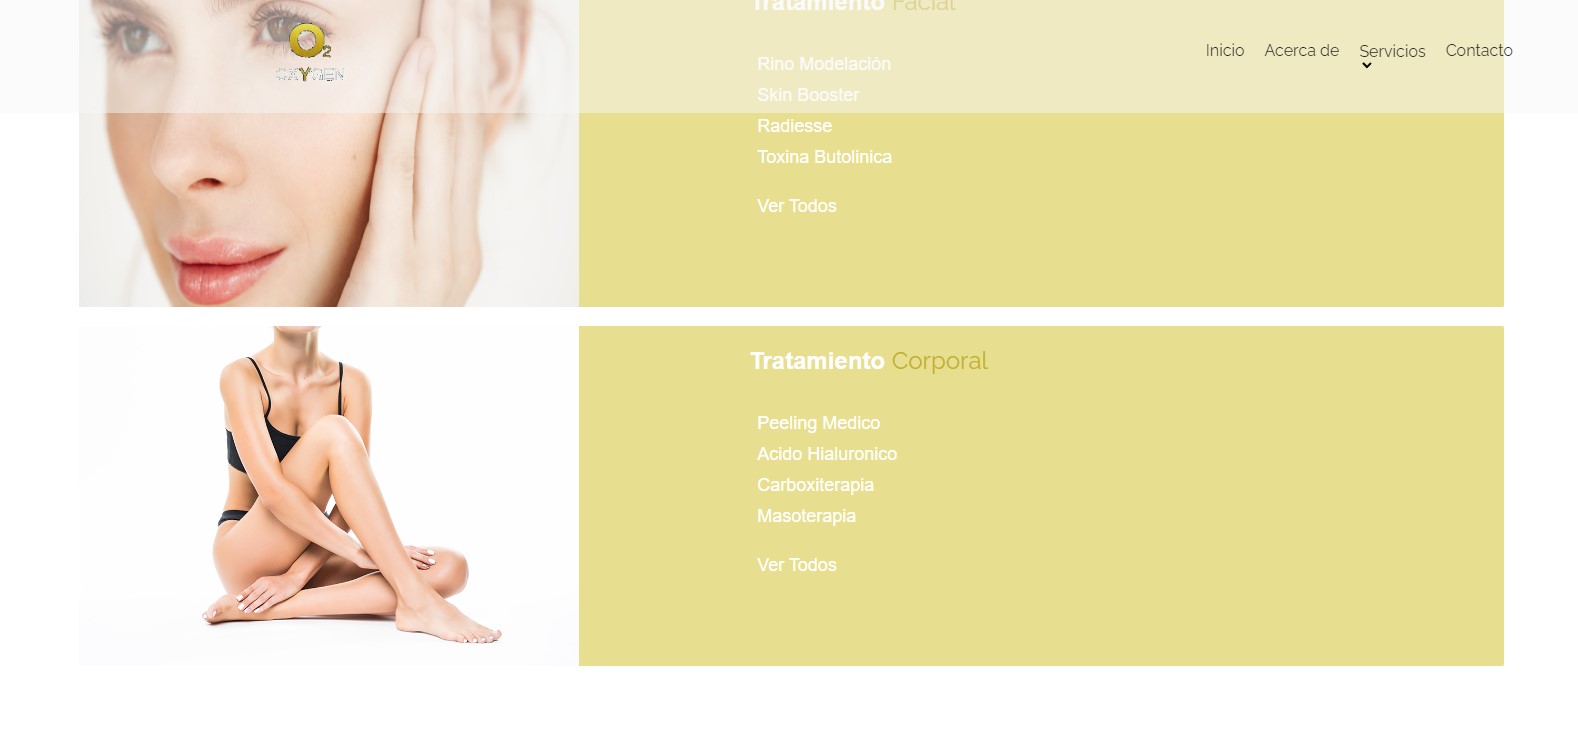 O2
OXYGEN
Inicio
Acerca de
Servicios
Contacto
Tratamiento Facial
Rino Modelación
Skin Booster
Radiesse
Toxina Butolinica
Ver Todos
Tratamiento Corporal
Peeling Medico
Acido Hialuronico
Carboxiterapia
Masoterapia
Ver Todos